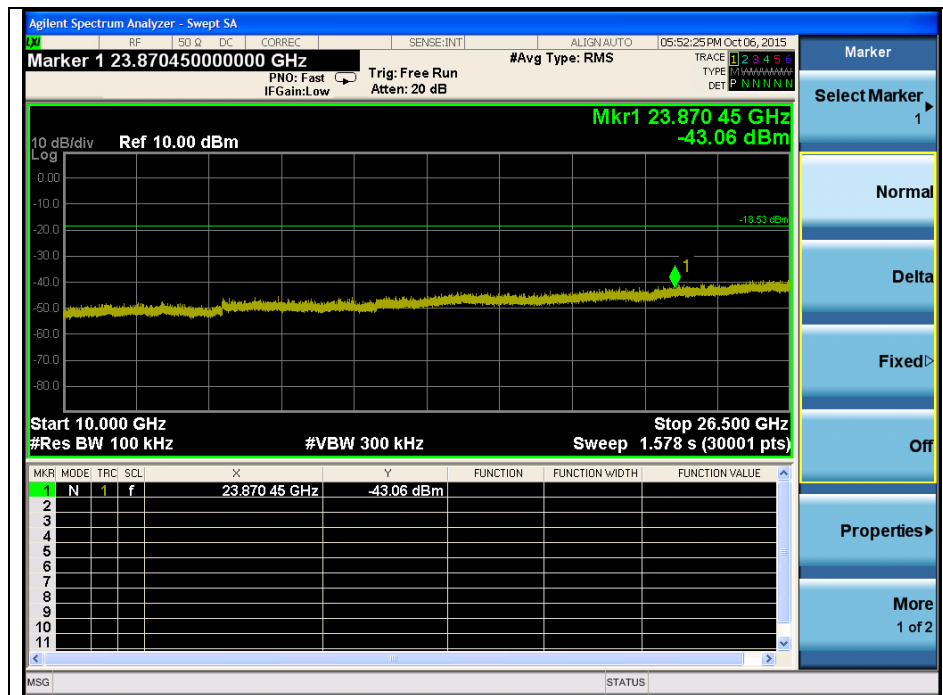 Agilent Spectrum Analyzer - Swept SA
LXI RF 50 Ω DC CORREC SENSE:INT ALIGN AUTO 05:52:25 PM Oct 06, 2015
Marker 1 23.870450000000 GHz
PNO: Fast
IFGain:Low
Trig: Free Run
Atten: 20 dB
#Avg Type: RMS
TRACE 1 2 3 4 5 6
TYPE M WWWWW
DET P N N N N N
Mkr1 23.870 45 GHz
-43.06 dBm
10 dB/div Ref 10.00 dBm
Log
0.00
-10.0
-18.53 dBm
-20.0
-30.0
1
-40.0
-50.0
-60.0
-70.0
-80.0
Start 10.000 GHz Stop 26.500 GHz
#Res BW 100 kHz #VBW 300 kHz Sweep 1.578 s (30001 pts)
MKR MODE TRC SCL X Y FUNCTION FUNCTION WIDTH FUNCTION VALUE
1 N 1 f 23.870 45 GHz -43.06 dBm
2
3
4
5
6
7
8
9
10
11
MSG STATUS
Marker
Select Marker
1
Normal
Delta
Fixed
Off
Properties
More
1 of 2